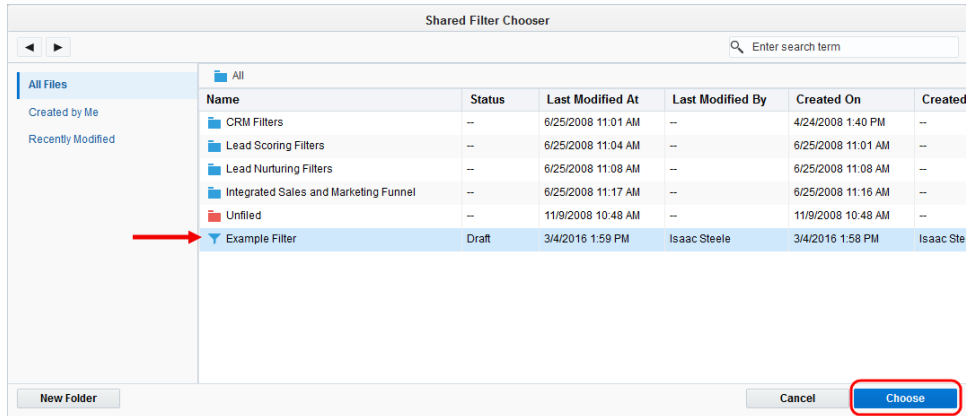 Shared Filter Chooser
Enter search term
All Files
Created by Me
Recently Modified
All
Name Status Last Modified At Last Modified By Created On Created
CRM Filters -- 6/25/2008 11:01 AM -- 4/24/2008 1:40 PM --
Lead Scoring Filters -- 6/25/2008 11:04 AM -- 6/25/2008 11:01 AM --
Lead Nurturing Filters -- 6/25/2008 11:08 AM -- 6/25/2008 11:08 AM --
Integrated Sales and Marketing Funnel -- 6/25/2008 11:17 AM -- 6/25/2008 11:16 AM --
Unfiled -- 11/9/2008 10:48 AM -- 11/9/2008 10:48 AM --
Example Filter Draft 3/4/2016 1:59 PM Isaac Steele 3/4/2016 1:58 PM Isaac Ste
New Folder Cancel Choose